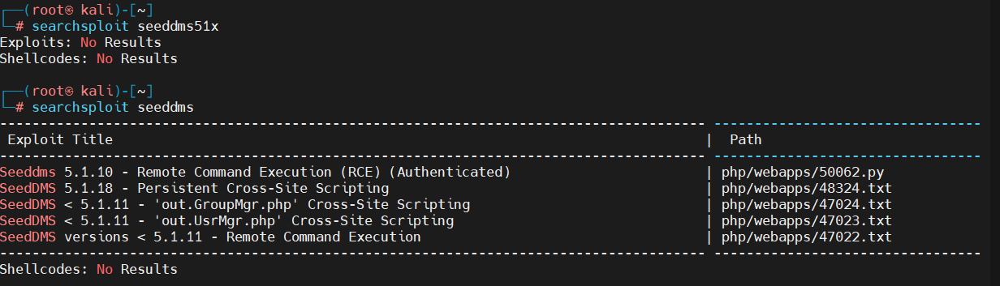 ┌──(root㉿ kali)-[~]
└─# searchsploit seeddms51x
Exploits: No Results
Shellcodes: No Results
┌──(root㉿ kali)-[~]
└─# searchsploit seeddms
Exploit Title | Path
Seeddms 5.1.10 - Remote Command Execution (RCE) (Authenticated) | php/webapps/50062.py
SeedDMS 5.1.18 - Persistent Cross-Site Scripting | php/webapps/48324.txt
SeedDMS < 5.1.11 - 'out.GroupMgr.php' Cross-Site Scripting | php/webapps/47024.txt
SeedDMS < 5.1.11 - 'out.UsrMgr.php' Cross-Site Scripting | php/webapps/47023.txt
SeedDMS versions < 5.1.11 - Remote Command Execution | php/webapps/47022.txt
Shellcodes: No Results